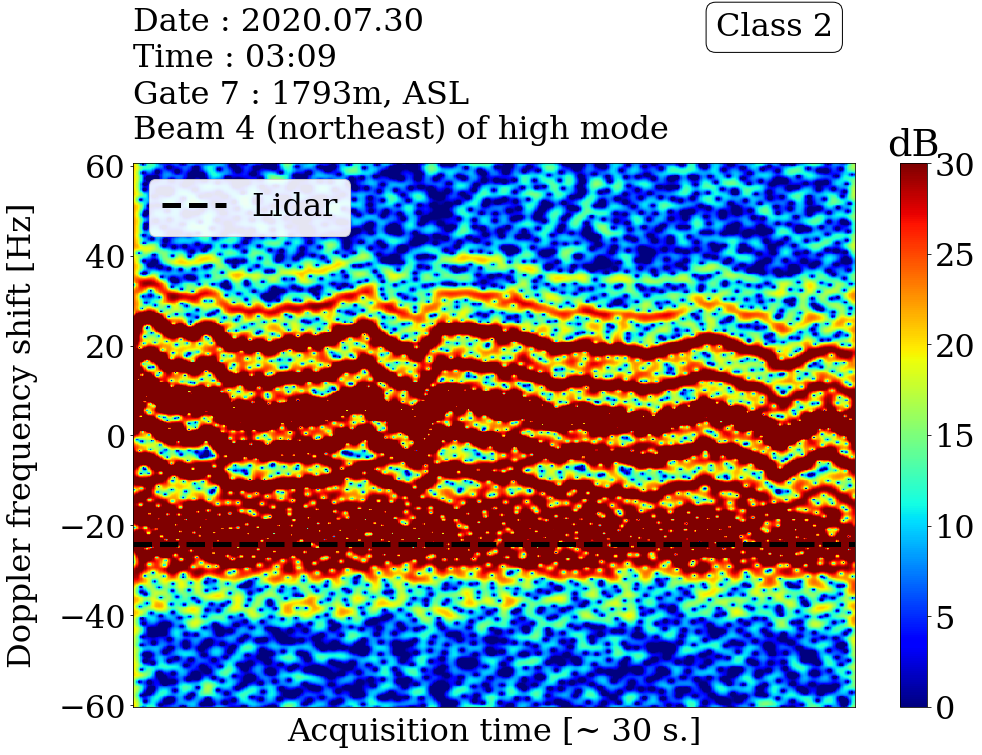 Date : 2020.07.30
Time : 03:09
Gate 7 : 1793m, ASL
Beam 4 (northeast) of high mode
Class 2
dB
Lidar
Doppler frequency shift [Hz]
60
40
20
0
−20
−40
−60
Acquisition time [~ 30 s.]
30
25
20
15
10
5
0